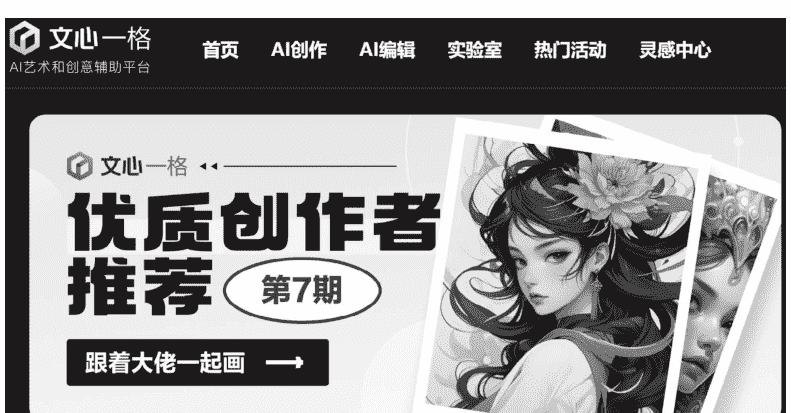 文心一格
AI艺术和创意辅助平台
首页 AI创作 AI编辑 实验室 热门活动 灵感中心
文心一格
优质创作者
推荐 第7期
跟着大佬一起画